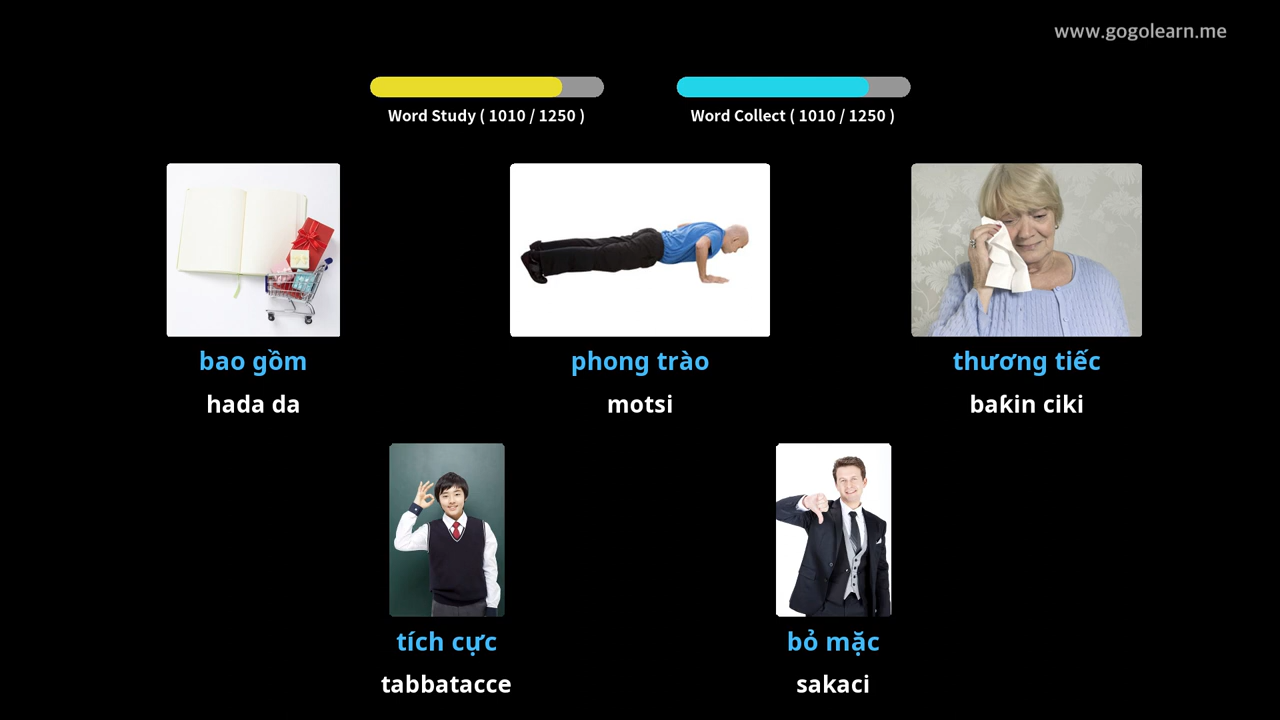 www.gogolearn.me
Word Study ( 1010 / 1250 )
Word Collect ( 1010 / 1250 )
bao gồm
hada da
phong trào
motsi
thương tiếc
baƙin ciki
tích cực
tabbatacce
bỏ mặc
sakaci